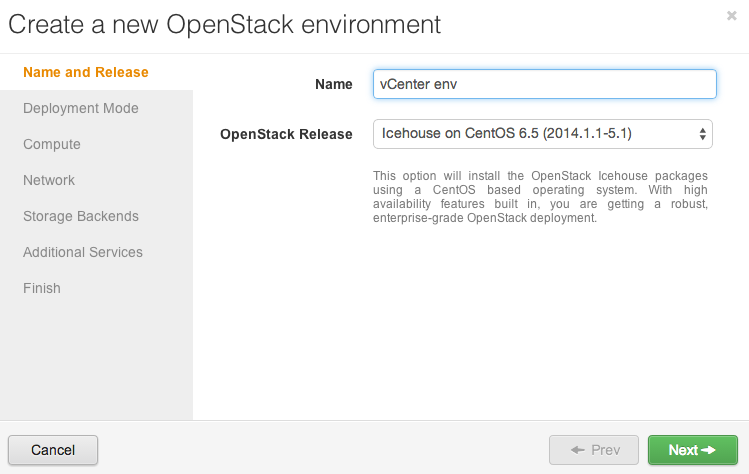 Create a new OpenStack environment
×
Name and Release
Deployment Mode
Compute
Network
Storage Backends
Additional Services
Finish
Name
vCenter env
OpenStack Release
Icehouse on CentOS 6.5 (2014.1.1-5.1)
This option will install the OpenStack Icehouse packages
using a CentOS based operating system. With high
availability features built in, you are getting a robust,
enterprise-grade OpenStack deployment.
Cancel
Prev
Next